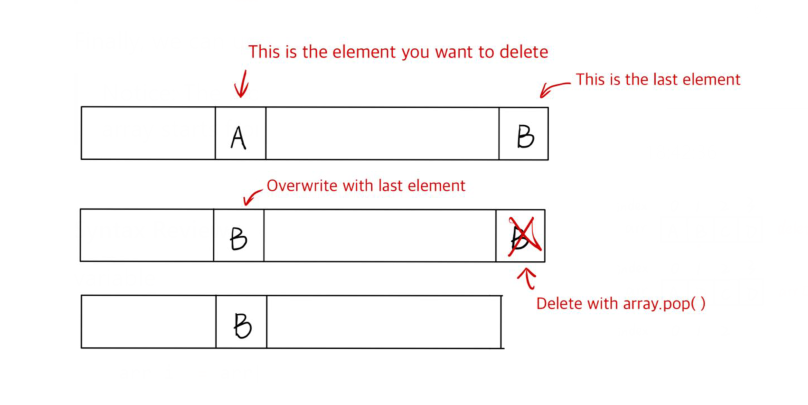 This is the element you want to delete
This is the last element
A
B
Overwrite with last element
B
B
Delete with array.pop( )
B